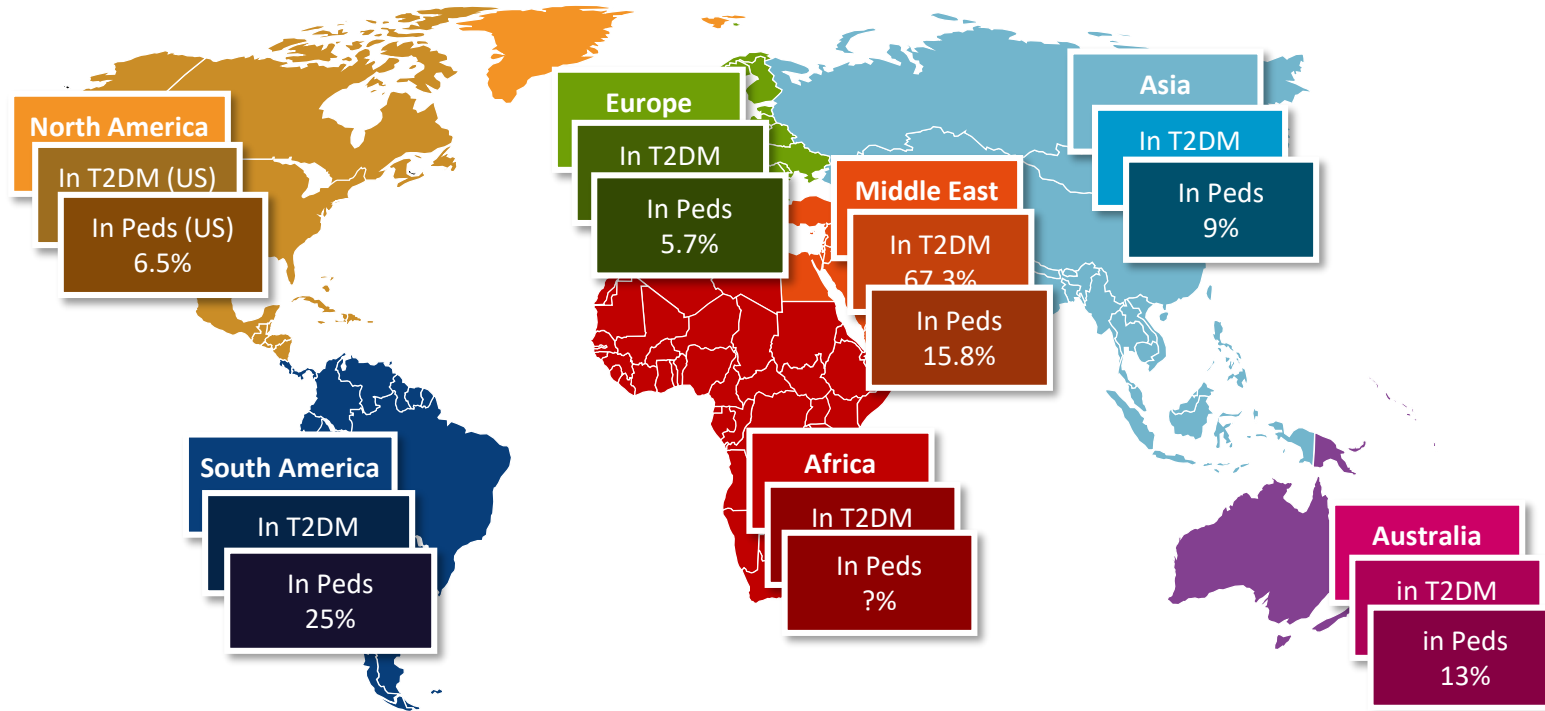 North America
In T2DM (US)
In Peds (US)
6.5%
Europe
In T2DM
In Peds
5.7%
Middle East
In T2DM
67.3%
In Peds
15.8%
Asia
In T2DM
In Peds
9%
South America
In T2DM
In Peds
25%
Africa
In T2DM
In Peds
?%
Australia
in T2DM
in Peds
13%